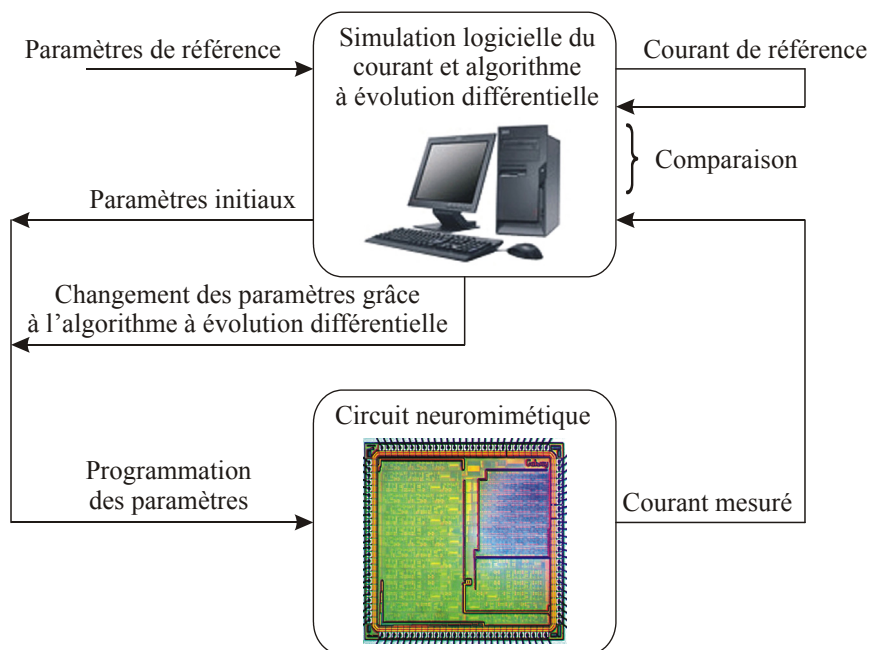 Paramètres de référence
Simulation logicielle du
courant et algorithme
à évolution différentielle
Courant de référence
Comparaison
Paramètres initiaux
Changement des paramètres grâce
à l’algorithme à évolution différentielle
Circuit neuromimétique
Programmation
des paramètres
Courant mesuré